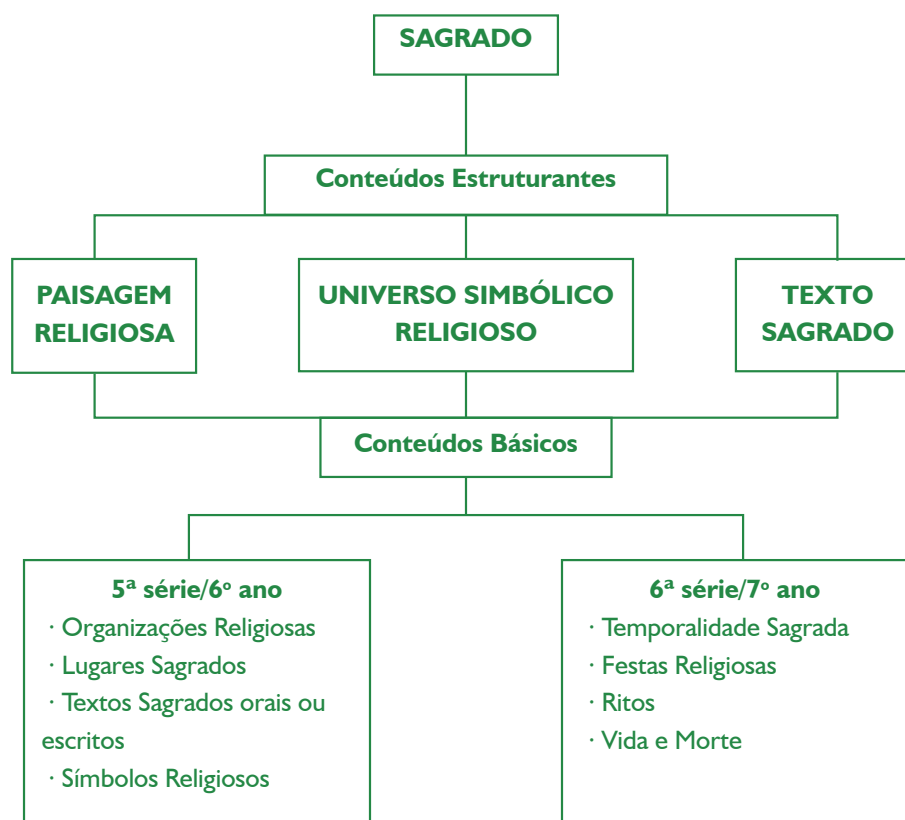 SAGRADO
Conteúdos Estruturantes
PAISAGEM
RELIGIOSA
UNIVERSO SIMBÓLICO
RELIGIOSO
TEXTO
SAGRADO
Conteúdos Básicos
5ª série/6º ano
· Organizações Religiosas
· Lugares Sagrados
· Textos Sagrados orais ou
escritos
· Símbolos Religiosos
6ª série/7º ano
· Temporalidade Sagrada
· Festas Religiosas
· Ritos
· Vida e Morte